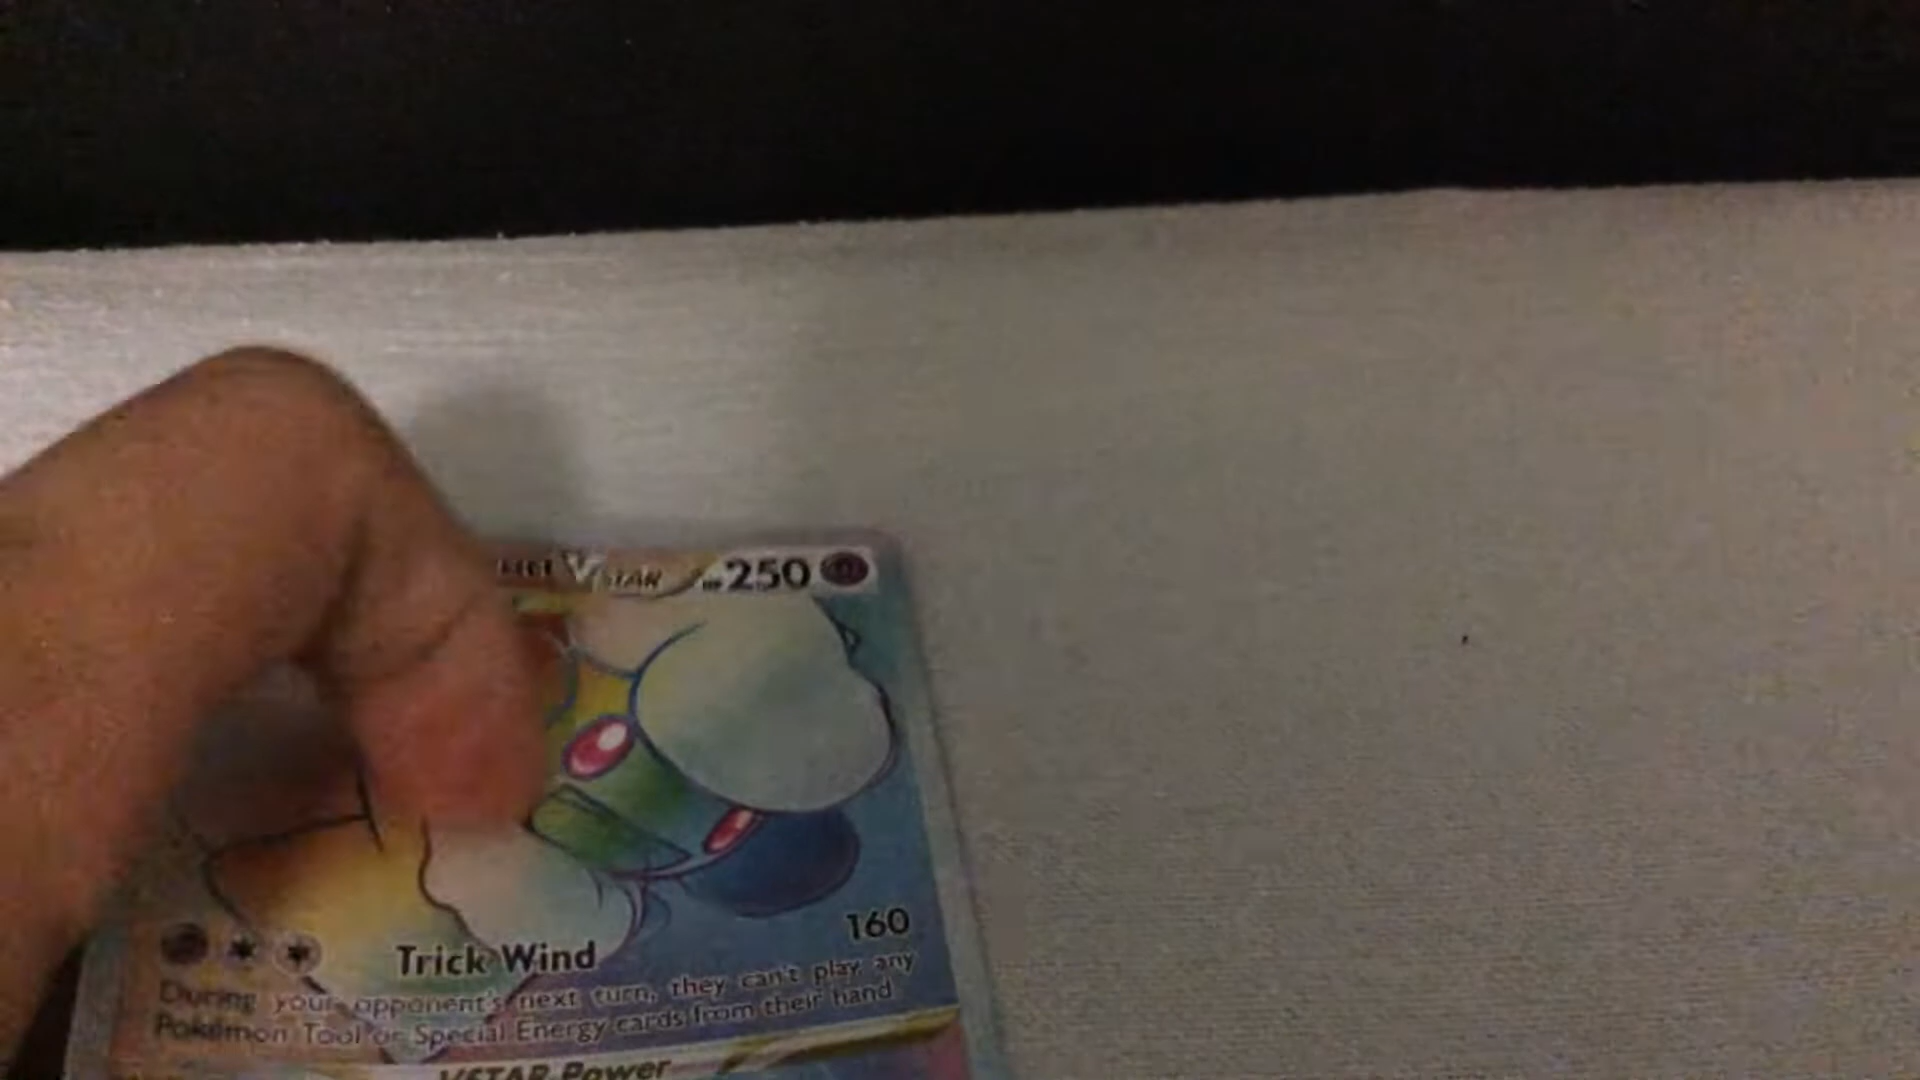 VSTAR HP 250
160
Trick Wind
During your opponent's next turn, they can't play any
Pokémon Tool or Special Energy cards from their hand
VSTAR Power